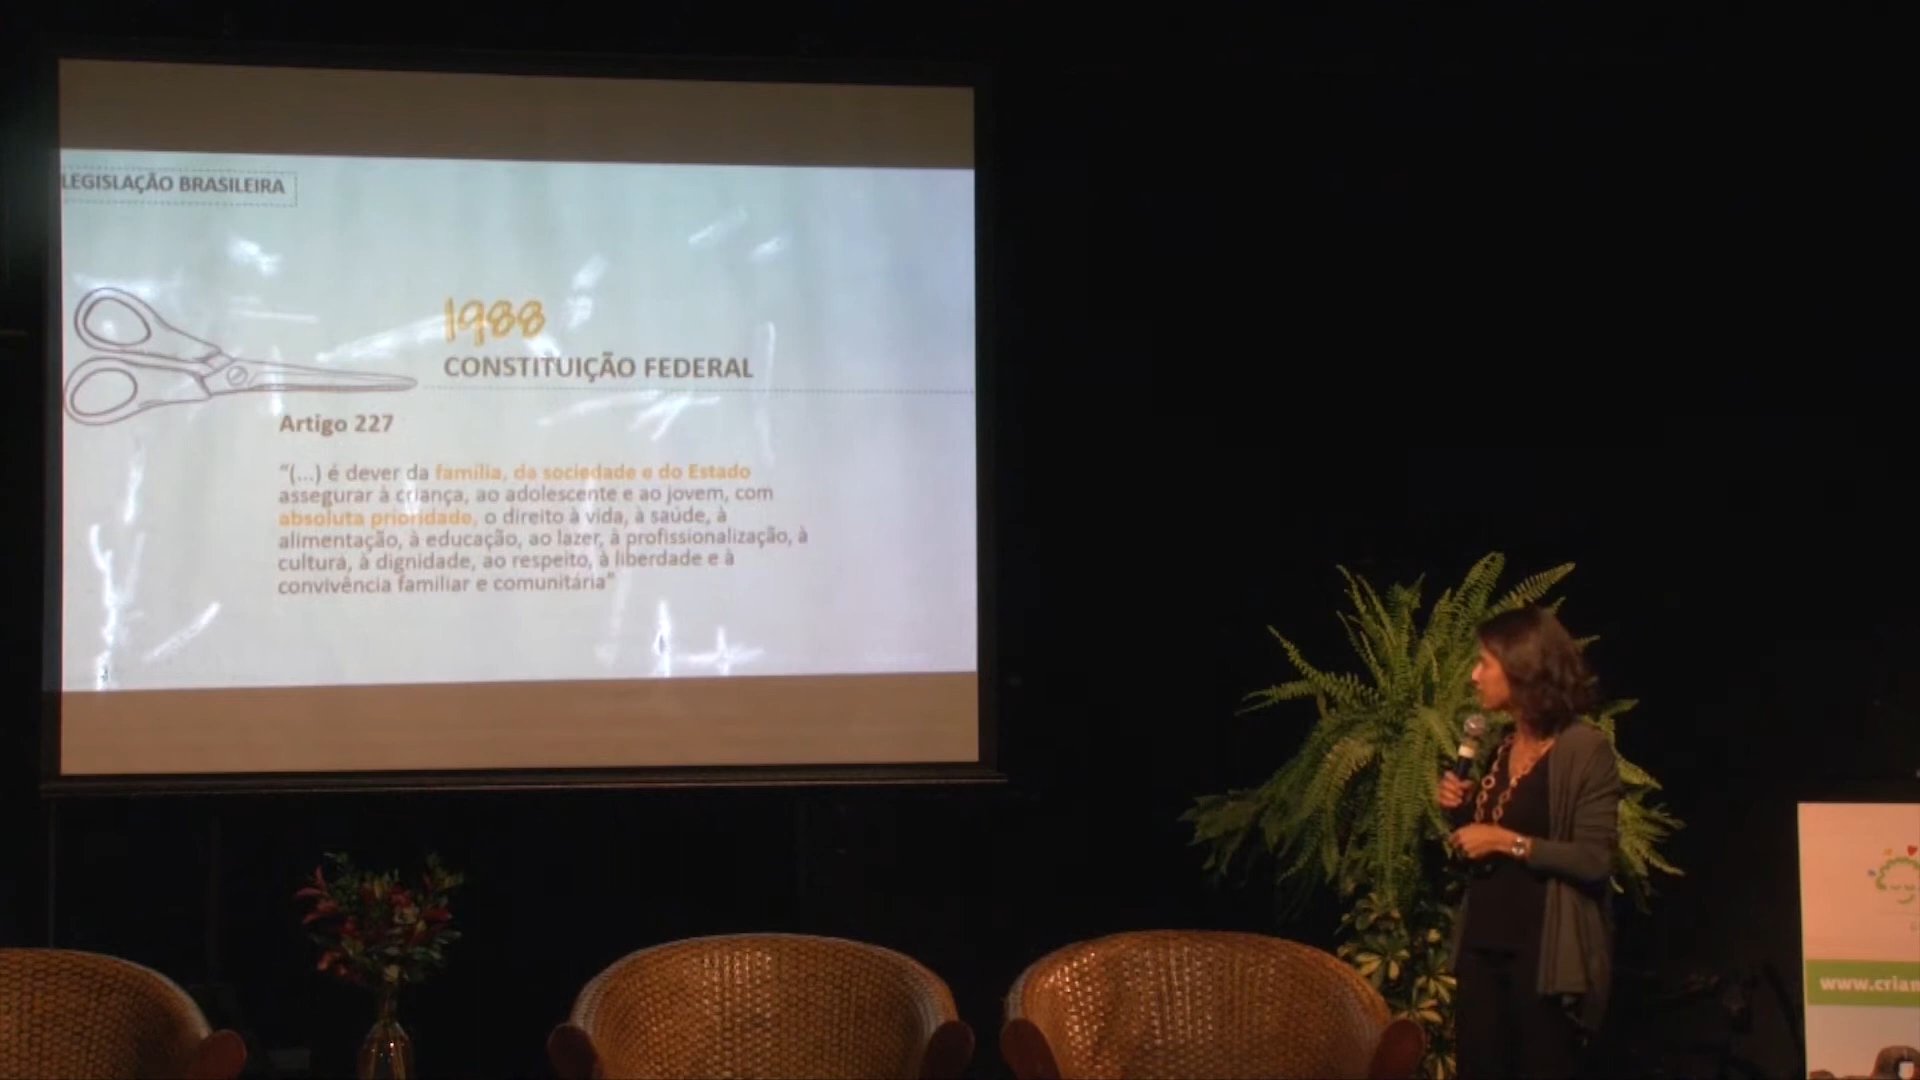 LEGISLAÇÃO BRASILEIRA
1988
CONSTITUIÇÃO FEDERAL
Artigo 227
"(...) é dever da família, da sociedade e do Estado
assegurar à criança, ao adolescente e ao jovem, com
absoluta prioridade, o direito à vida, à saúde, à
alimentação, à educação, ao lazer, à profissionalização, à
cultura, à dignidade, ao respeito, à liberdade e à
convivência familiar e comunitária"
www.crian